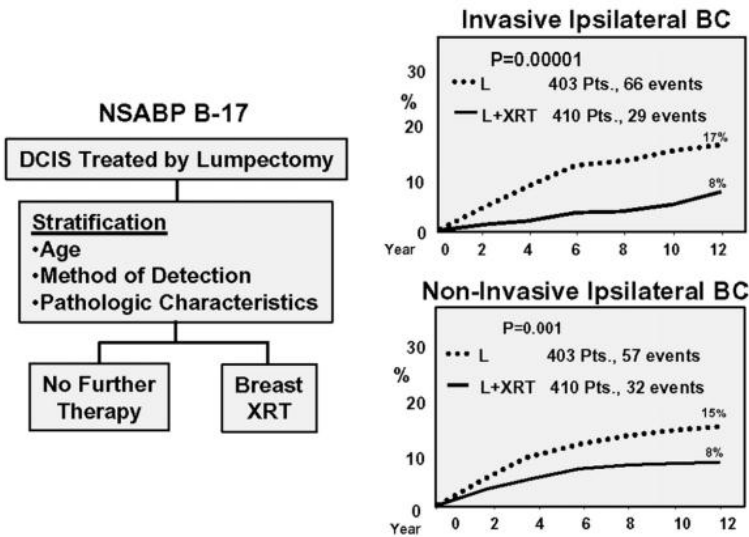 NSABP B-17
DCIS Treated by Lumpectomy
Stratification
•Age
•Method of Detection
•Pathologic Characteristics
No Further
Therapy
Breast
XRT
Invasive Ipsilateral BC
P=0.00001
L 403 Pts., 66 events
L+XRT 410 Pts., 29 events
30
%
20
10
0
17%
8%
Year 0 2 4 6 8 10 12
Non-Invasive Ipsilateral BC
P=0.001
L 403 Pts., 57 events
L+XRT 410 Pts., 32 events
30
%
20
10
0
15%
8%
Year 0 2 4 6 8 10 12